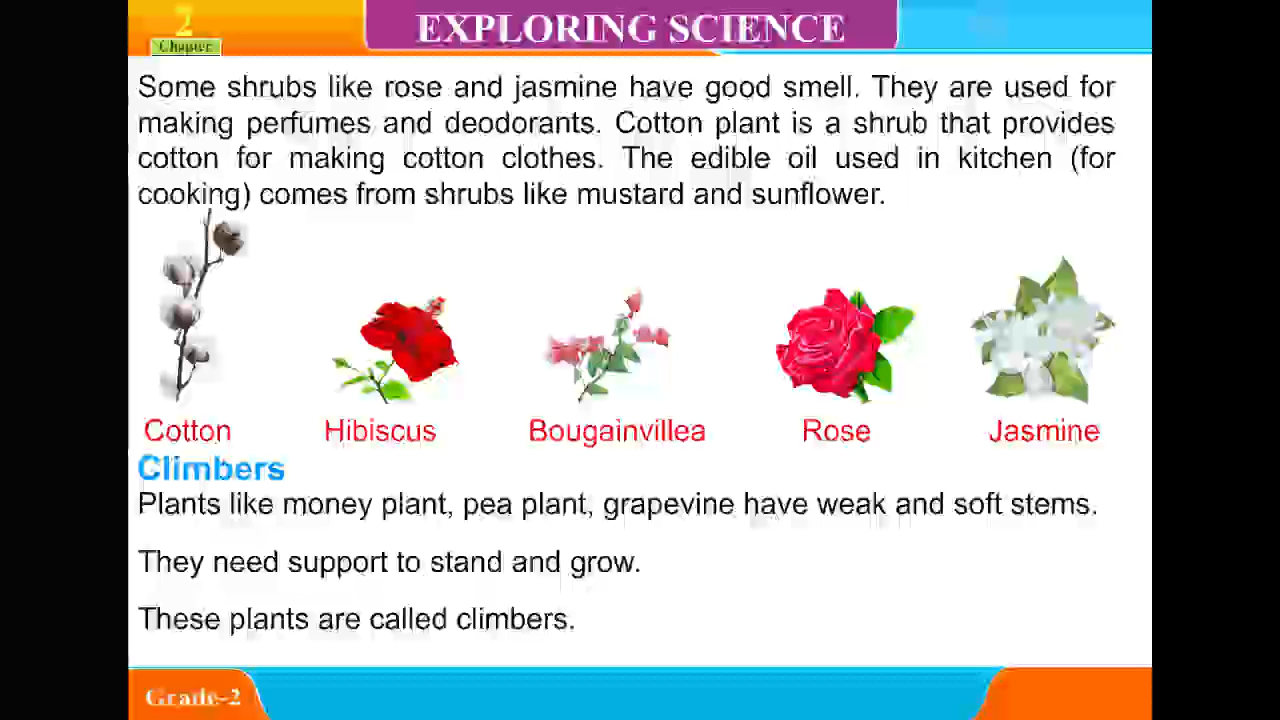 2
Chapter
EXPLORING SCIENCE
Some shrubs like rose and jasmine have good smell. They are used for
making perfumes and deodorants. Cotton plant is a shrub that provides
cotton for making cotton clothes. The edible oil used in kitchen (for
cooking) comes from shrubs like mustard and sunflower.
Cotton Hibiscus Bougainvillea Rose Jasmine
Climbers
Plants like money plant, pea plant, grapevine have weak and soft stems.
They need support to stand and grow.
These plants are called climbers.
Grade-2